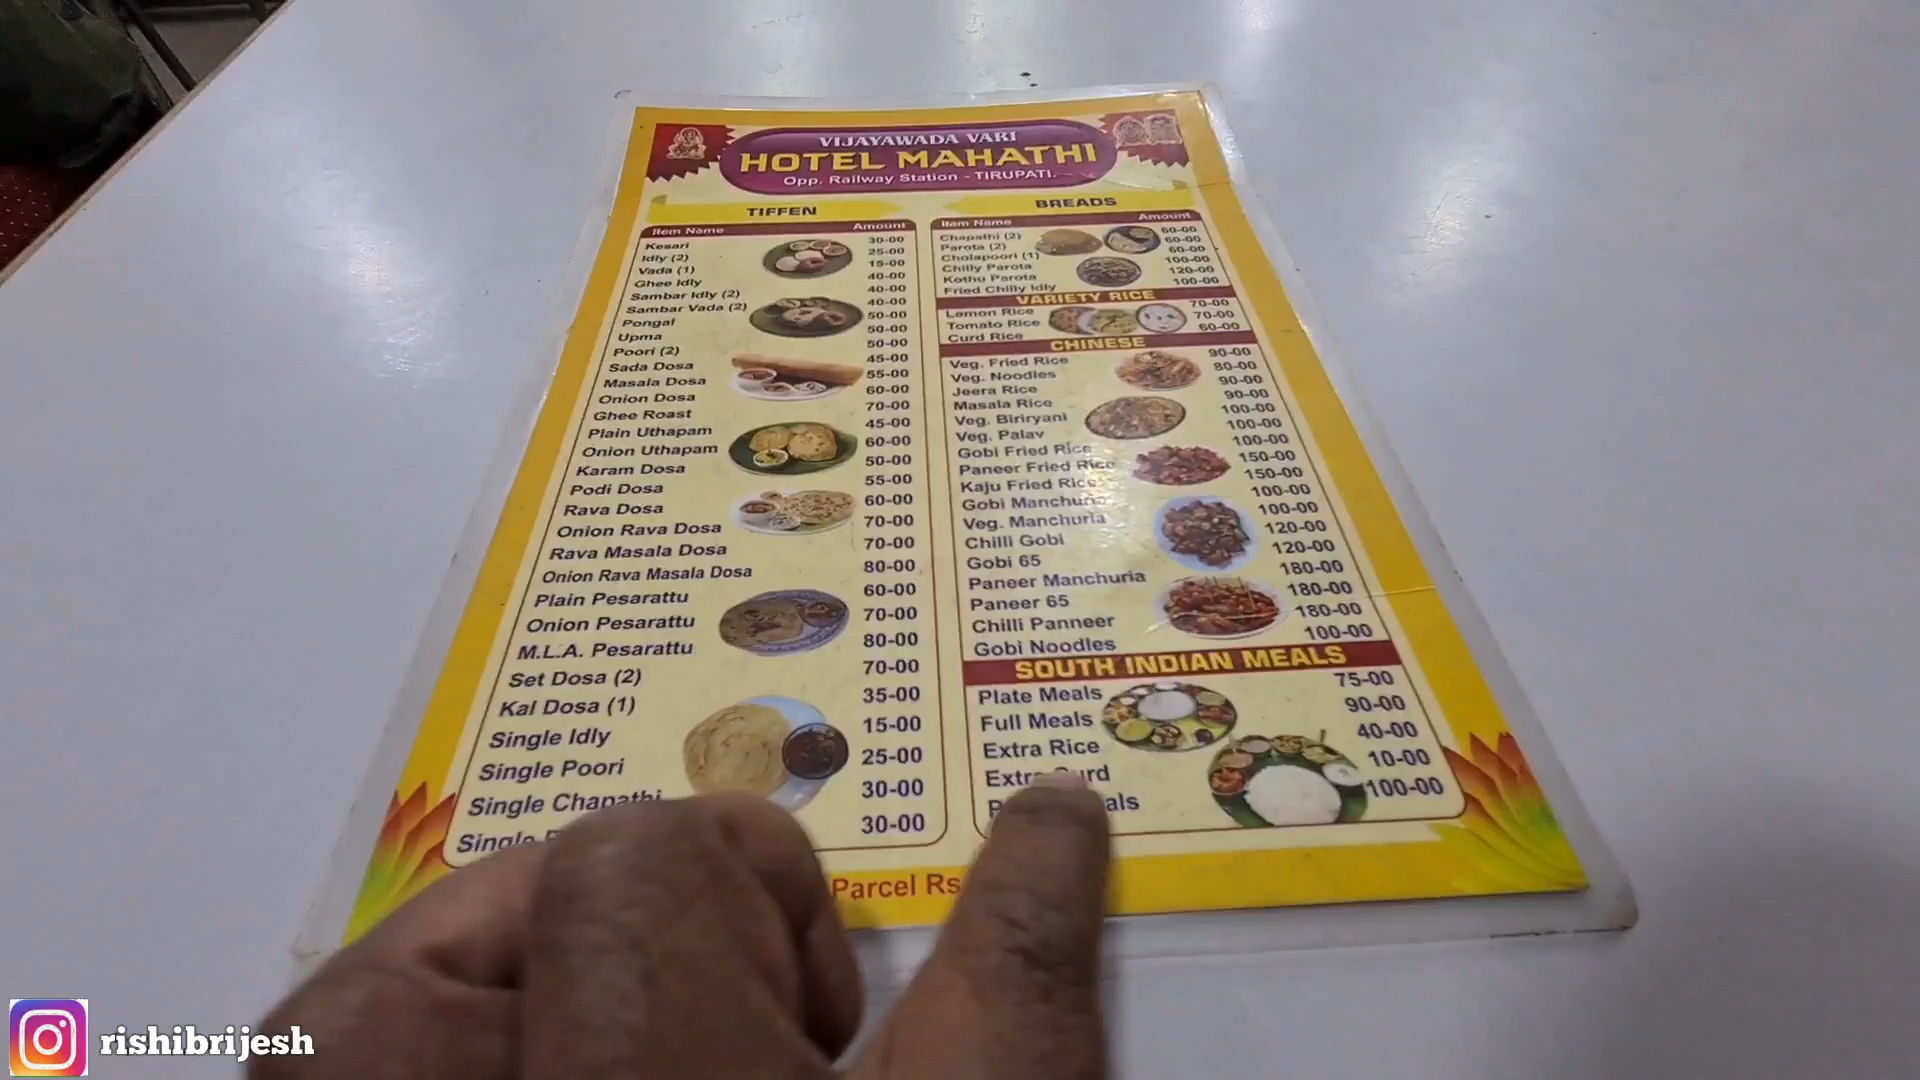 VIJAYAWADA VARI
HOTEL MAHATHI
Opp. Railway Station - TIRUPATI.
TIFFEN
Item Name Amount
Kesari 30-00
Idly (2) 25-00
Vada (1) 15-00
Ghee Idly 40-00
Sambar Idly (2) 40-00
Sambar Vada (2) 40-00
Pongal 50-00
Upma 50-00
Poori (2) 50-00
Sada Dosa 45-00
Masala Dosa 55-00
Onion Dosa 60-00
Ghee Roast 70-00
Plain Uthapam 45-00
Onion Uthapam 60-00
Karam Dosa 50-00
Podi Dosa 55-00
Rava Dosa 60-00
Onion Rava Dosa 70-00
Rava Masala Dosa 70-00
Onion Rava Masala Dosa 80-00
Plain Pesarattu 60-00
Onion Pesarattu 70-00
M.L.A. Pesarattu 80-00
Set Dosa (2) 70-00
Kal Dosa (1) 35-00
Single Idly 15-00
Single Poori 25-00
Single Chapathi 30-00
Single 30-00
BREADS
Item Name Amount
Chapathi (2) 60-00
Parota (2) 60-00
Cholapoori (1) 60-00
Chilly Parota 100-00
Kothu Parota 120-00
Fried Chilly Idly 100-00
VARIETY RICE
Lemon Rice 70-00
Tomato Rice 70-00
Curd Rice 60-00
CHINESE
Veg. Fried Rice 90-00
Veg. Noodles 80-00
Jeera Rice 90-00
Masala Rice 90-00
Veg. Biriryani 100-00
Veg. Palav 100-00
Gobi Fried Rice 100-00
Paneer Fried Rice 150-00
Kaju Fried Rice 150-00
Gobi Manchuria 100-00
Veg. Manchuria 100-00
Chilli Gobi 120-00
Gobi 65 120-00
Paneer Manchuria 180-00
Paneer 65 180-00
Chilli Panneer 180-00
Gobi Noodles 100-00
SOUTH INDIAN MEALS
Plate Meals 75-00
Full Meals 90-00
Extra Rice 40-00
Extra Curd 10-00
100-00
Parcel Rs
rishibrijesh